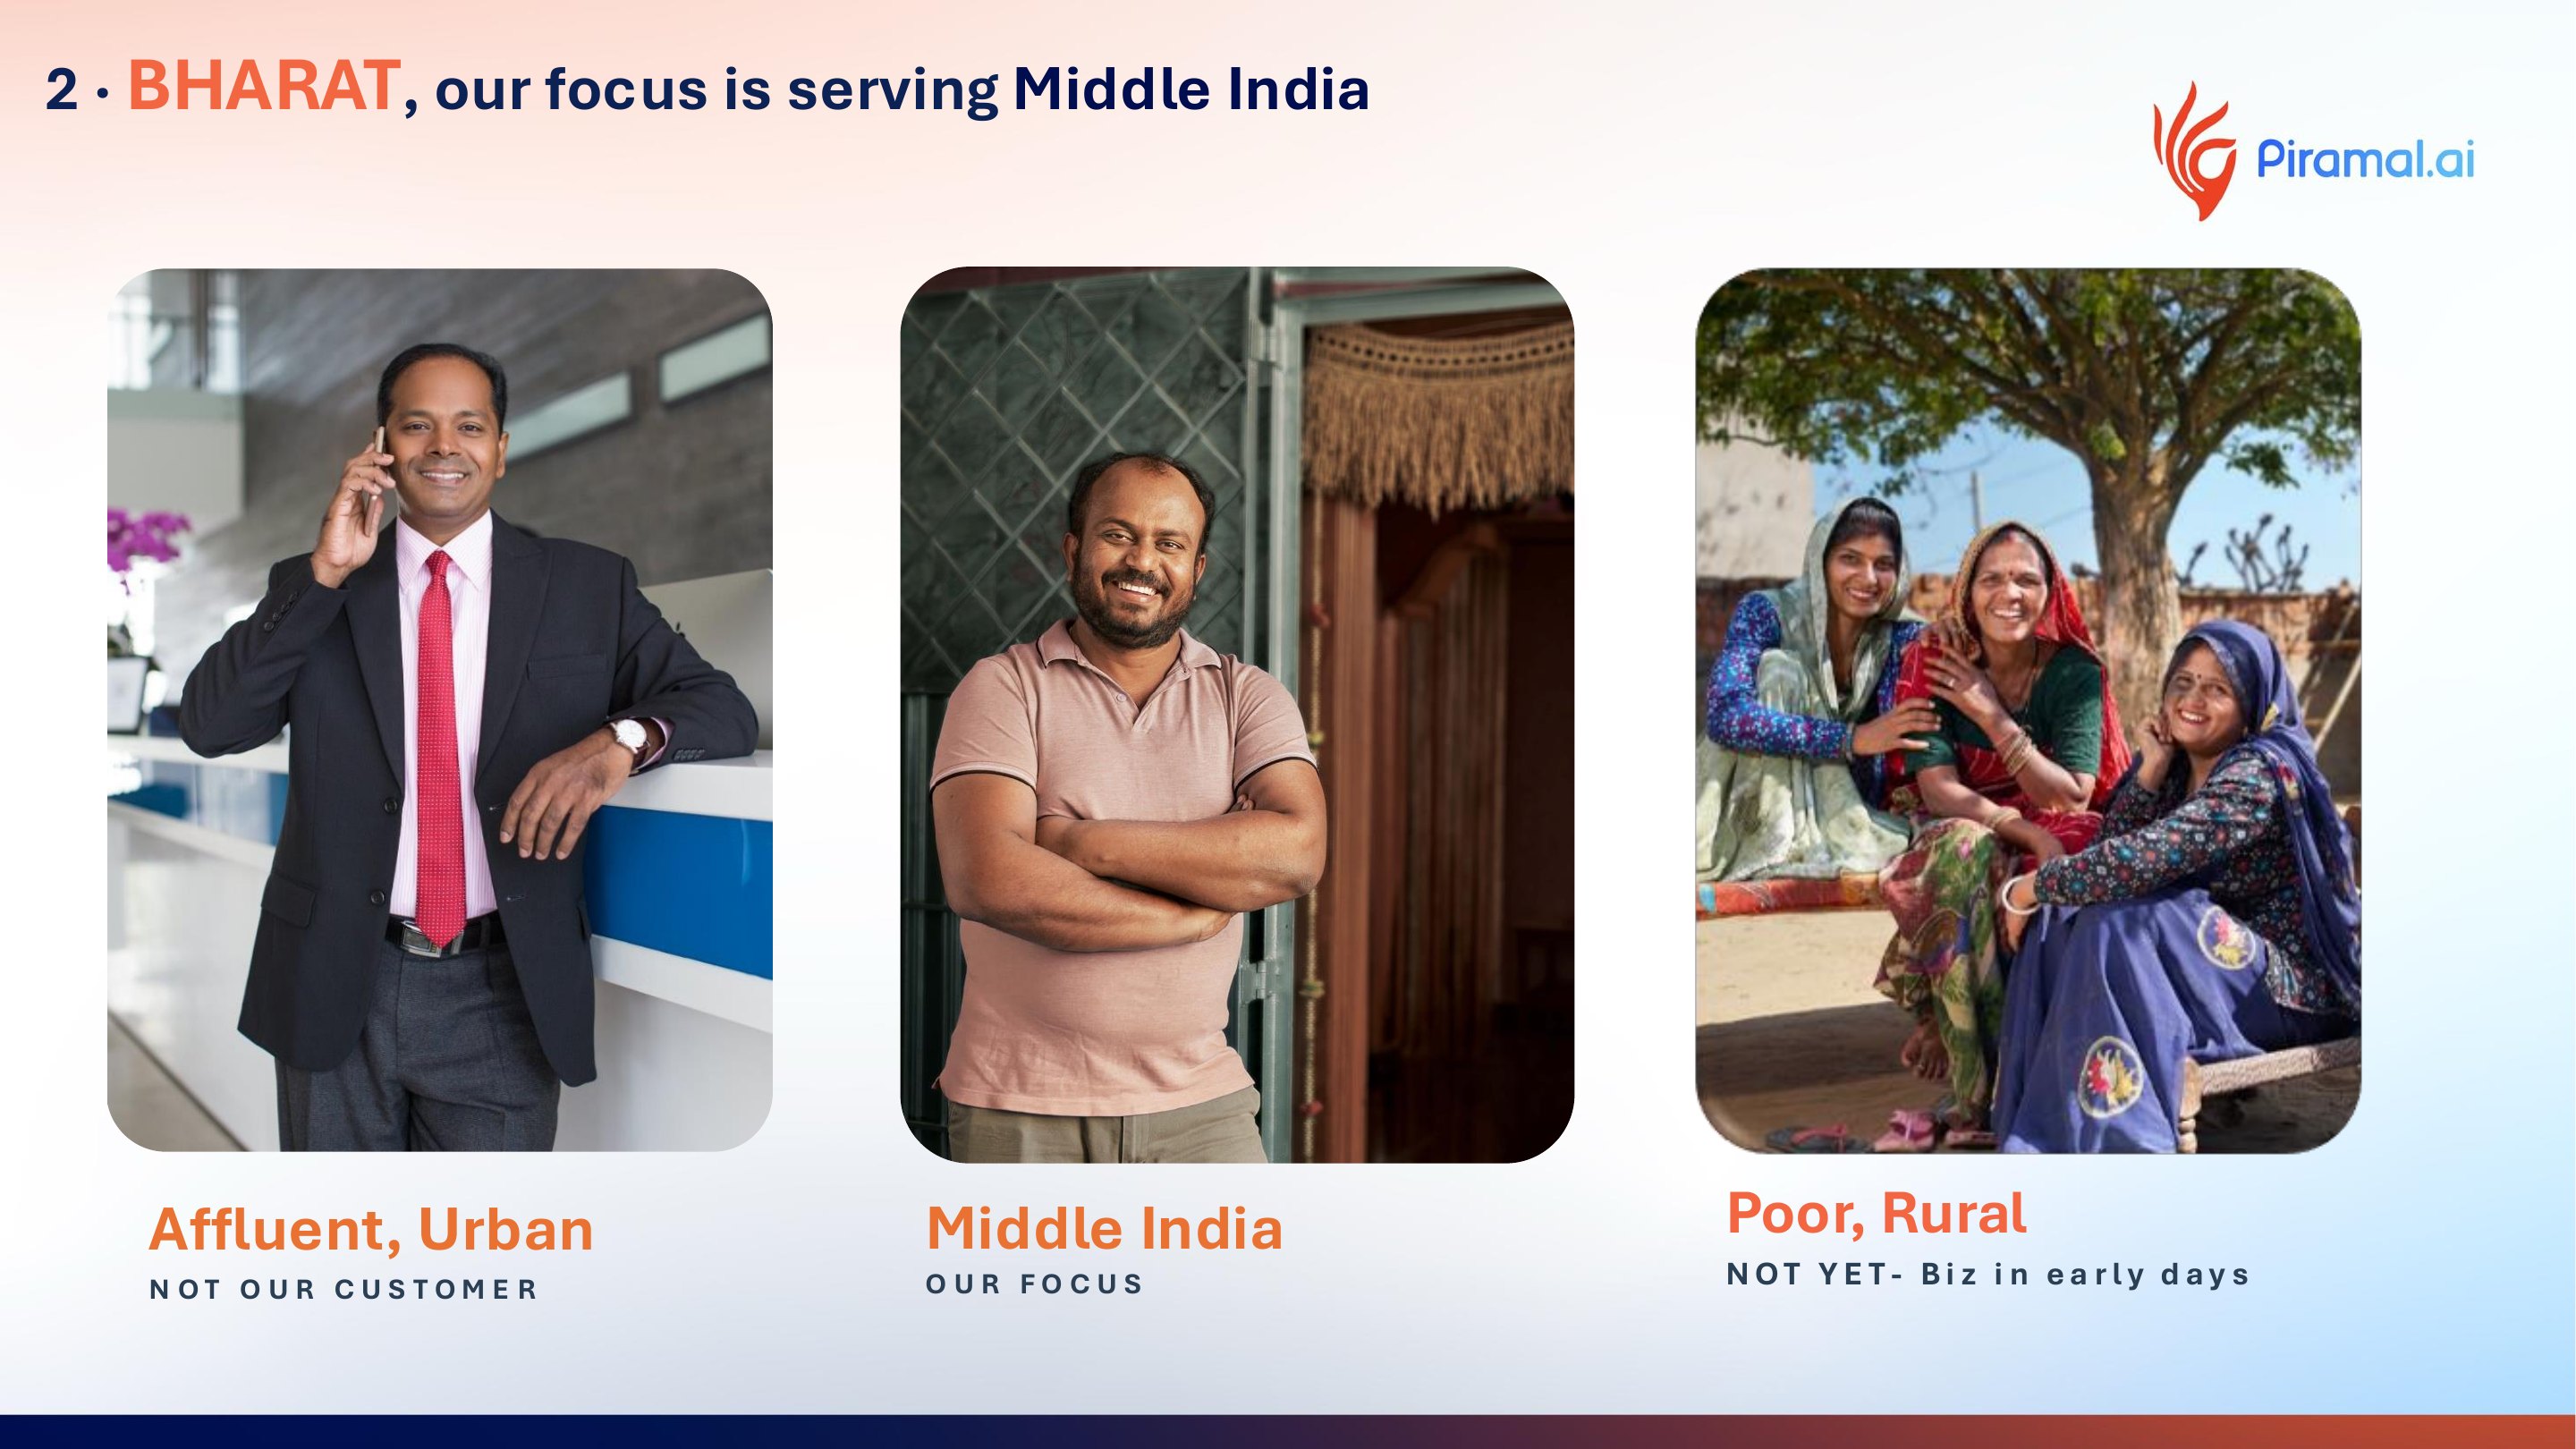 2 · BHARAT, our focus is serving Middle India
Piramal.ai
Affluent, Urban
NOT OUR CUSTOMER
Middle India
OUR FOCUS
Poor, Rural
NOT YET- Biz in early days